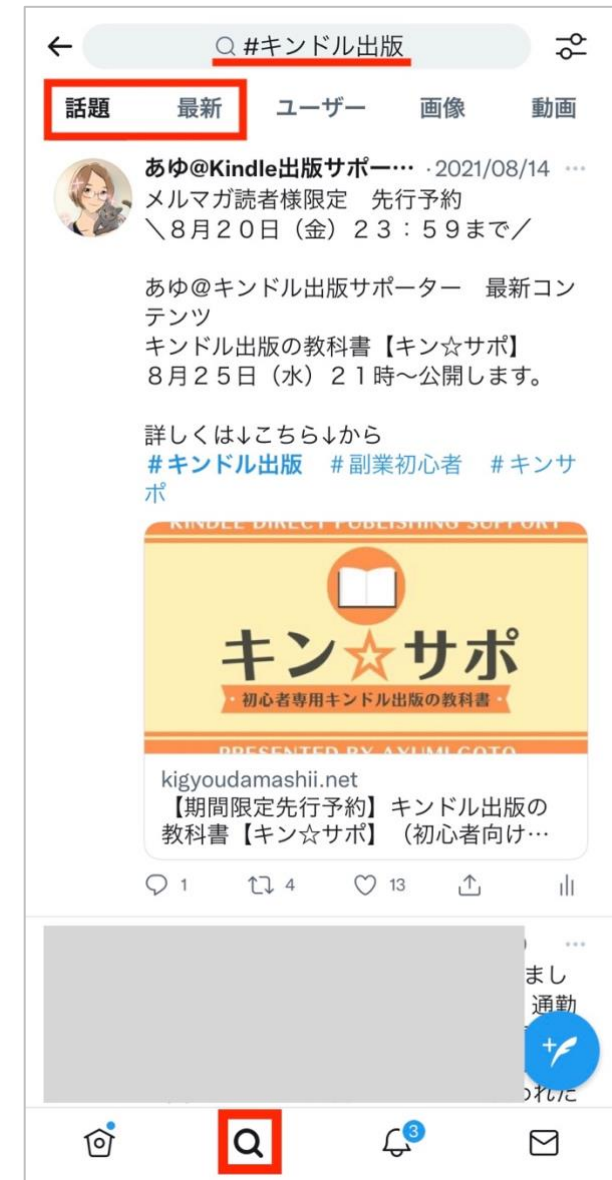 #キンドル出版
話題 最新 ユーザー 画像 動画
あゆ@Kindle出版サポー… ·2021/08/14 …
メルマガ読者様限定 先行予約
＼8月２０日（金）２３：５９まで／
あゆ@キンドル出版サポーター 最新コン
テンツ
キンドル出版の教科書【キン☆サポ】
８月２５日（水）２１時〜公開します。
詳しくは↓こちら↓から
#キンドル出版 #副業初心者 #キンサ
ポ
KINDLE DIRECT PUBLISHING SUPPORT
キン☆サポ
・初心者専用キンドル出版の教科書・
PRESENTED BY AYUMI GOTO
kigyoudamashii.net
【期間限定先行予約】キンドル出版の
教科書【キン☆サポ】（初心者向け…
1 4 13
…
まし
通勤
われた
3